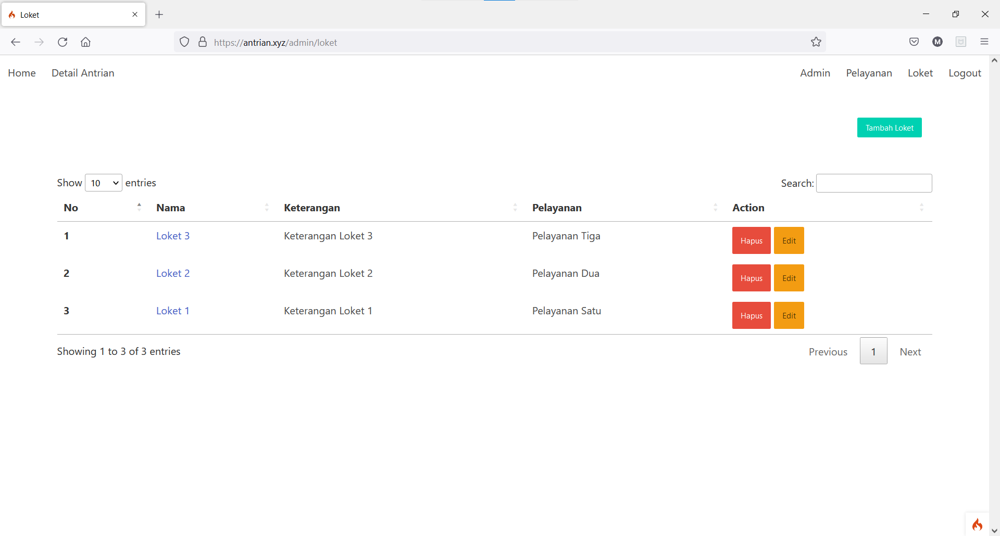 Loket
https://antrian.xyz/admin/loket
M
Home Detail Antrian Admin Pelayanan Loket Logout
Tambah Loket
Show 10 entries Search:
No Nama Keterangan Pelayanan Action
1 Loket 3 Keterangan Loket 3 Pelayanan Tiga Hapus Edit
2 Loket 2 Keterangan Loket 2 Pelayanan Dua Hapus Edit
3 Loket 1 Keterangan Loket 1 Pelayanan Satu Hapus Edit
Showing 1 to 3 of 3 entries Previous 1 Next